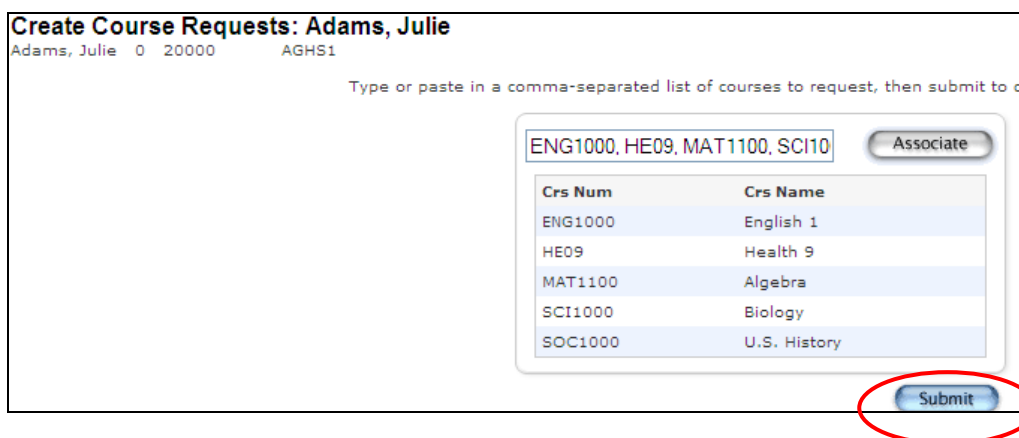 Create Course Requests: Adams, Julie
Adams, Julie 0 20000 AGHS1
Type or paste in a comma-separated list of courses to request, then submit to
ENG1000, HE09, MAT1100, SCI10 Associate
Crs Num Crs Name
ENG1000 English 1
HE09 Health 9
MAT1100 Algebra
SCI1000 Biology
SOC1000 U.S. History
Submit